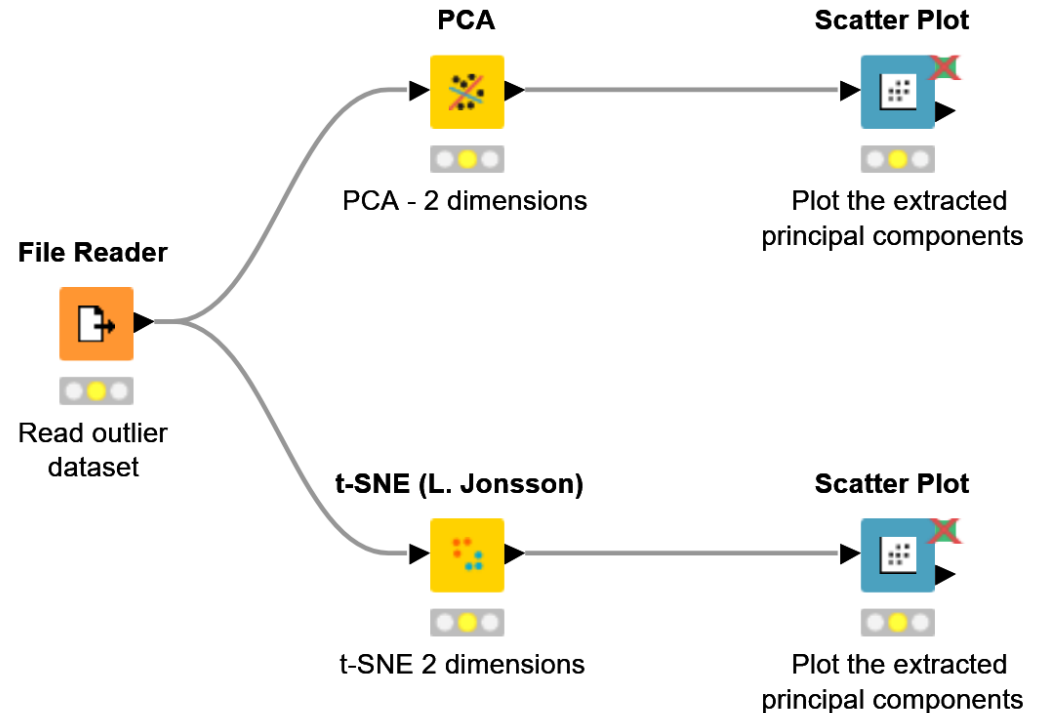 PCA
Scatter Plot
PCA - 2 dimensions
Plot the extracted
principal components
File Reader
Read outlier
dataset
t-SNE (L. Jonsson)
Scatter Plot
t-SNE 2 dimensions
Plot the extracted
principal components